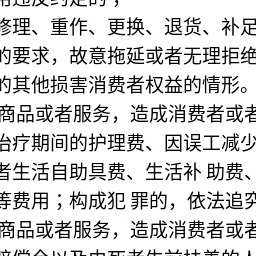 修理、重作、更换、退货、补足
的要求，故意拖延或者无理拒绝
的其他损害消费者权益的情形。
商品或者服务，造成消费者或者
治疗期间的护理费、因误工减少
者生活自助具费、生活补 助费、
等费用；构成犯 罪的，依法追究
商品或者服务，造成消费者或者